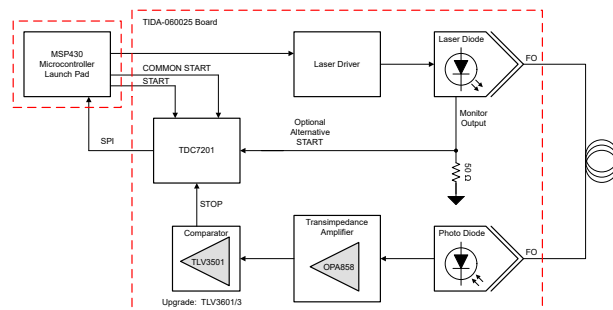 TIDA-060025 Board
MSP430
Microcontroller
Launch Pad
COMMON START
START
SPI
Laser Driver
Laser Diode
FO
Monitor
Output
Optional
Alternative
START
TDC7201
50 Ω
STOP
Comparator
TLV3501
Upgrade: TLV3601/3
Transimpedance
Amplifier
OPA858
Photo Diode
FO